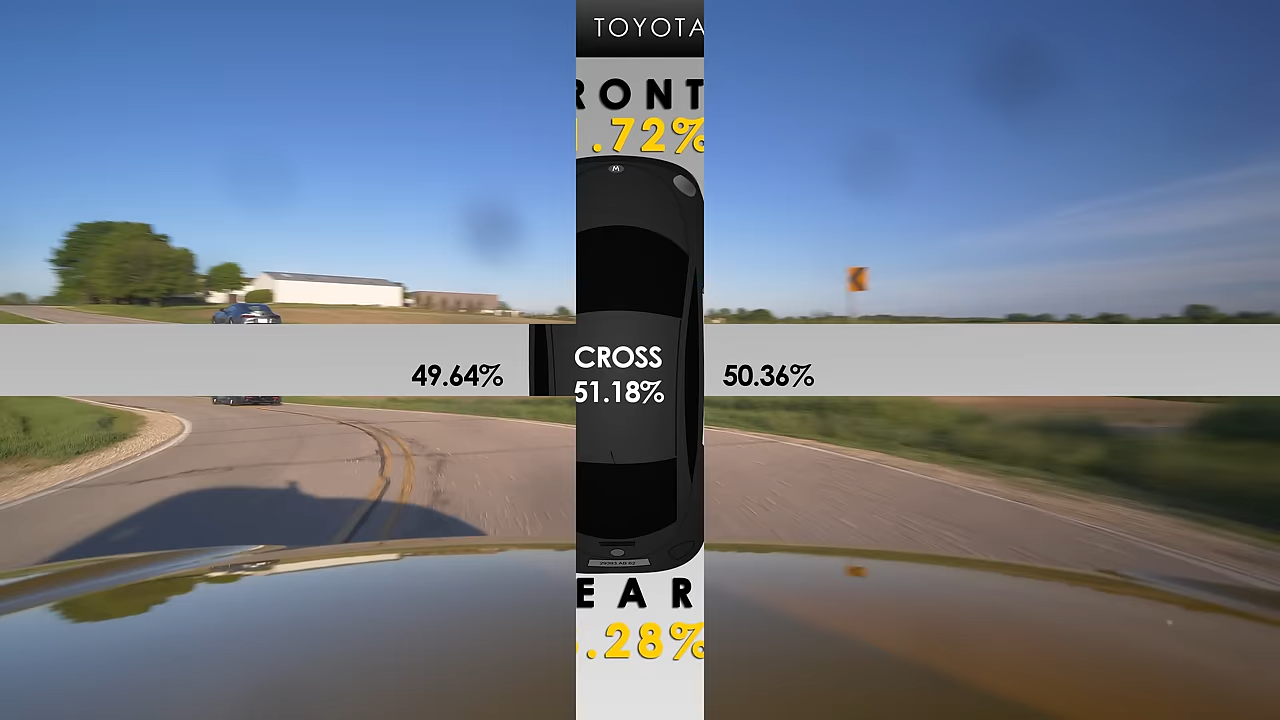 TOYOTA
RONT
.72%
CROSS
49.64%
51.18%
50.36%
EAR
.28%